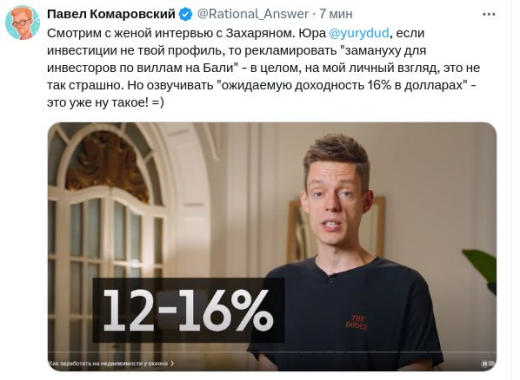 Павел Комаровский @Rational_Answer · 7 мин
Смотрим с женой интервью с Захаряном. Юра @yurydud, если
инвестиции не твой профиль, то рекламировать "замануху для
инвесторов по виллам на Бали" - в целом, на мой личный взгляд, это не
так страшно. Но озвучивать "ожидаемую доходность 16% в долларах" -
это уже ну такое! =)
THE
DUDES
12-16%
Как заработать на недвижимости у океана